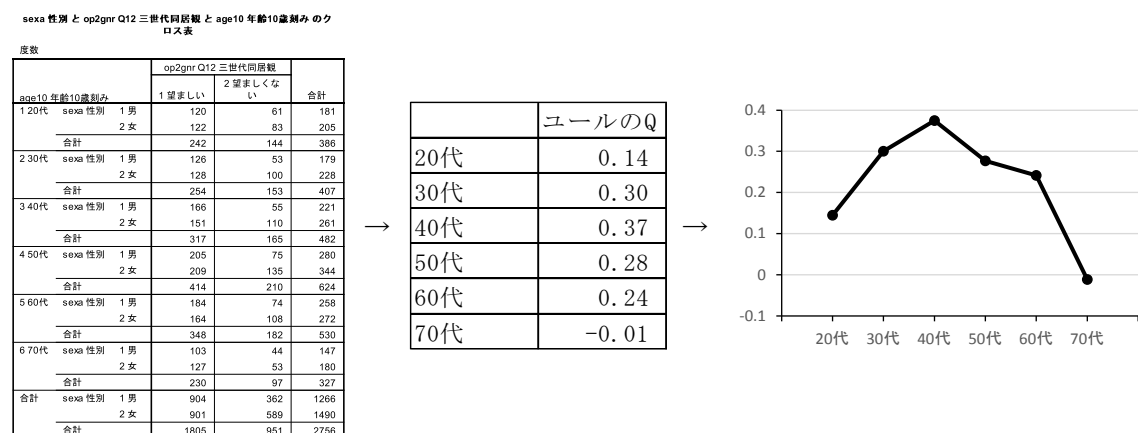 sexa 性別 と op2gnr Q12 三世代同居観 と age10 年齢10歳刻み のク
ロス表
度数
op2gnr Q12 三世代同居観
age10 年齢10歳刻み 1 望ましい 2 望ましくな
い 合計
1 20代 sexa 性別 1 男 120 61 181
2 女 122 83 205
合計 242 144 386
2 30代 sexa 性別 1 男 126 53 179
2 女 128 100 228
合計 254 153 407
3 40代 sexa 性別 1 男 166 55 221
2 女 151 110 261
合計 317 165 482
4 50代 sexa 性別 1 男 205 75 280
2 女 209 135 344
合計 414 210 624
5 60代 sexa 性別 1 男 184 74 258
2 女 164 108 272
合計 348 182 530
6 70代 sexa 性別 1 男 103 44 147
2 女 127 53 180
合計 230 97 327
合計 sexa 性別 1 男 904 362 1266
2 女 901 589 1490
合計 1805 951 2756
→
ユールのQ
20代 0.14
30代 0.30
40代 0.37
50代 0.28
60代 0.24
70代 -0.01
→
0.4
0.3
0.2
0.1
0
-0.1
20代 30代 40代 50代 60代 70代